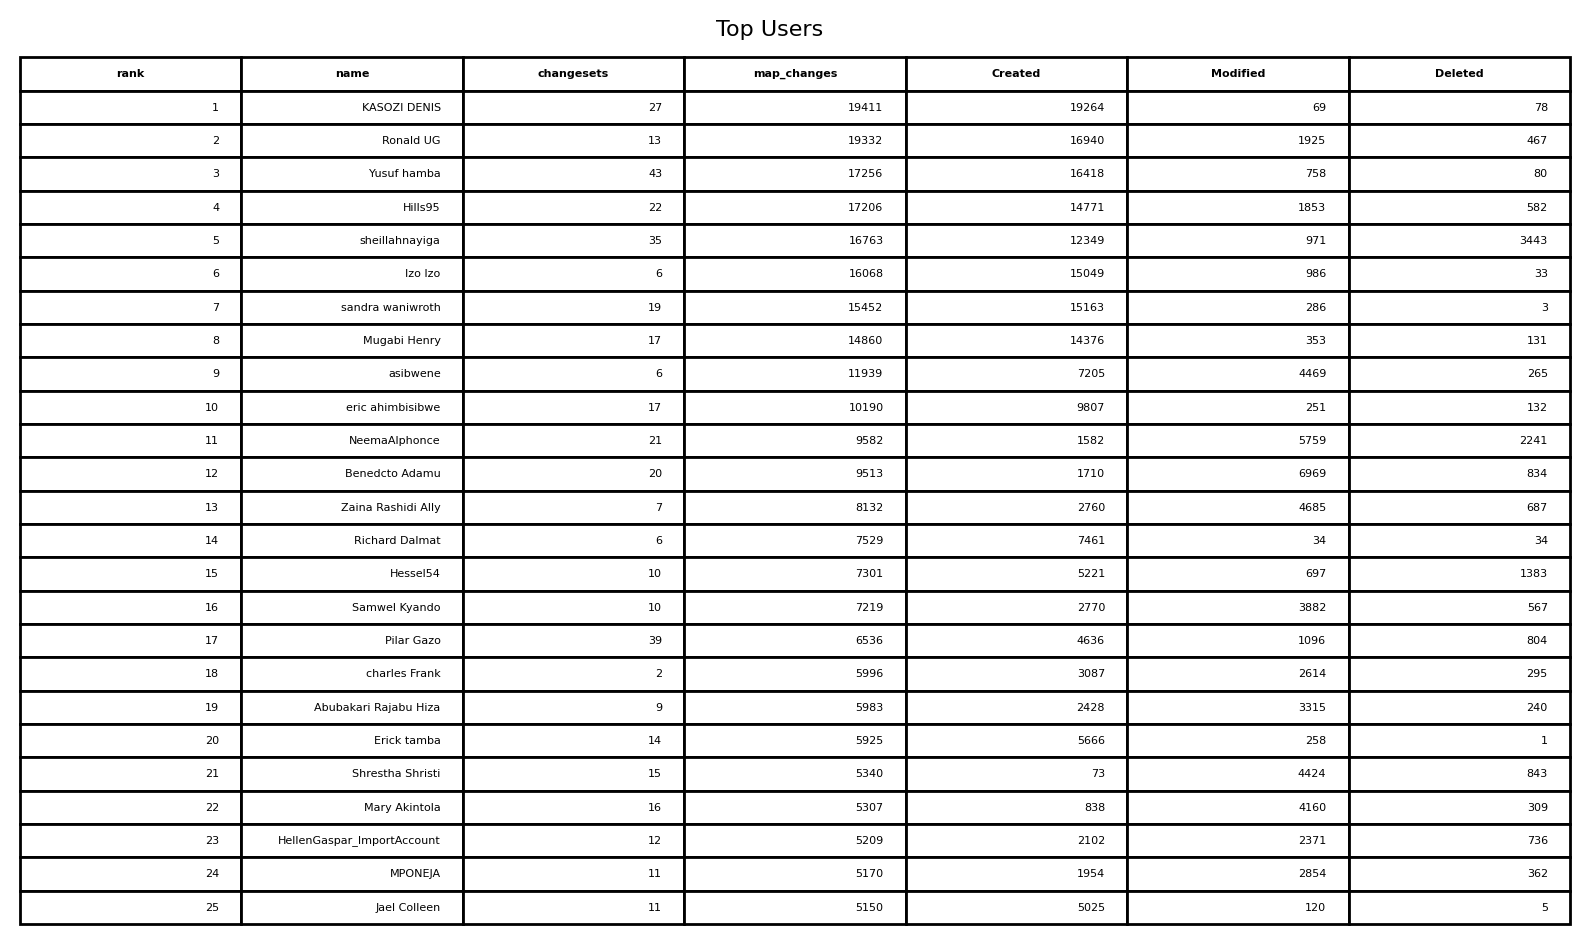 Top Users
rank name changesets map_changes Created Modified Deleted
1 KASOZI DENIS 27 19411 19264 69 78
2 Ronald UG 13 19332 16940 1925 467
3 Yusuf hamba 43 17256 16418 758 80
4 Hills95 22 17206 14771 1853 582
5 sheillahnayiga 35 16763 12349 971 3443
6 Izo Izo 6 16068 15049 986 33
7 sandra waniwroth 19 15452 15163 286 3
8 Mugabi Henry 17 14860 14376 353 131
9 asibwene 6 11939 7205 4469 265
10 eric ahimbisibwe 17 10190 9807 251 132
11 NeemaAlphonce 21 9582 1582 5759 2241
12 Benedcto Adamu 20 9513 1710 6969 834
13 Zaina Rashidi Ally 7 8132 2760 4685 687
14 Richard Dalmat 6 7529 7461 34 34
15 Hessel54 10 7301 5221 697 1383
16 Samwel Kyando 10 7219 2770 3882 567
17 Pilar Gazo 39 6536 4636 1096 804
18 charles Frank 2 5996 3087 2614 295
19 Abubakari Rajabu Hiza 9 5983 2428 3315 240
20 Erick tamba 14 5925 5666 258 1
21 Shrestha Shristi 15 5340 73 4424 843
22 Mary Akintola 16 5307 838 4160 309
23 HellenGaspar_ImportAccount 12 5209 2102 2371 736
24 MPONEJA 11 5170 1954 2854 362
25 Jael Colleen 11 5150 5025 120 5